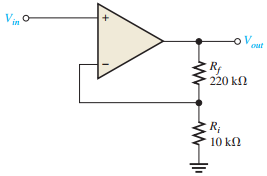 V_in
+
–
V_out
R_f
220 kΩ
R_i
10 kΩ